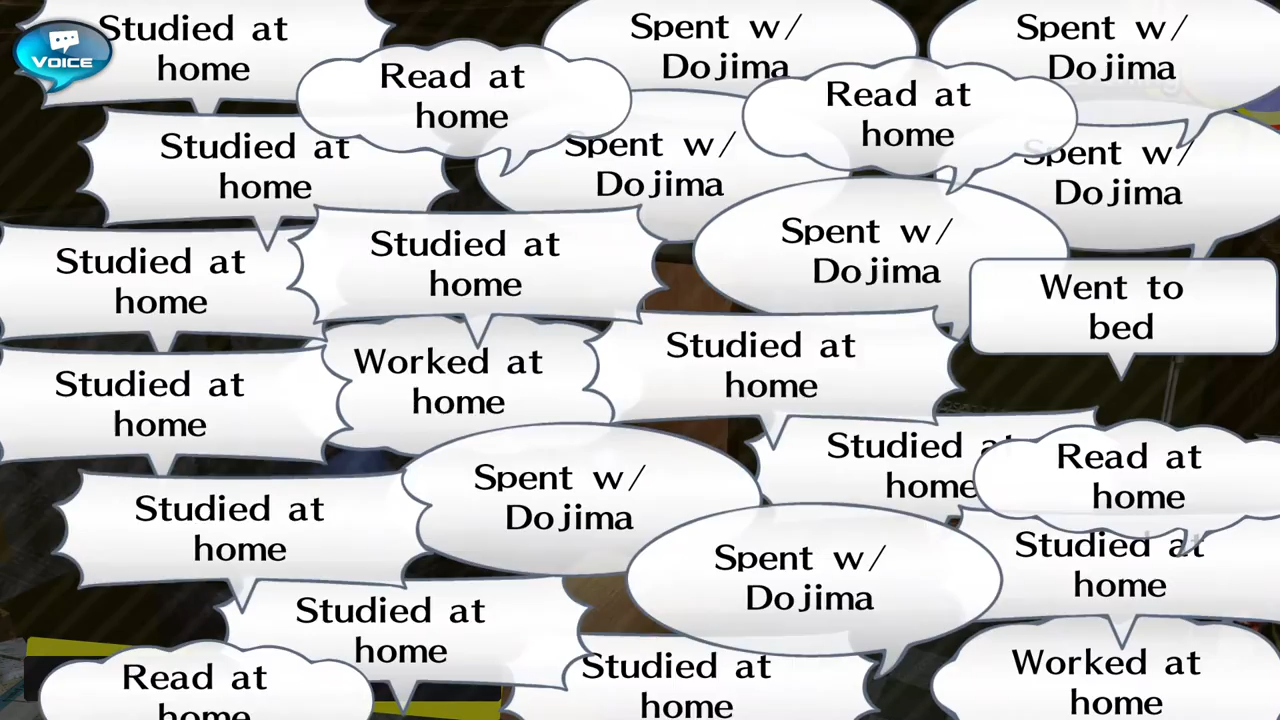 Studied at
home
VOICE
Read at
home
Spent w/
Dojima
Spent w/
Dojima
Read at
home
Studied at
home
Spent w/
Dojima
Spent w/
Dojima
Studied at
home
Studied at
home
Spent w/
Dojima
Went to
bed
Studied at
home
Worked at
home
Studied at
home
Studied at
home
Read at
home
Studied at
home
Spent w/
Dojima
Spent w/
Dojima
Studied at
home
Studied at
home
Read at
home
Studied at
home
Worked at
home